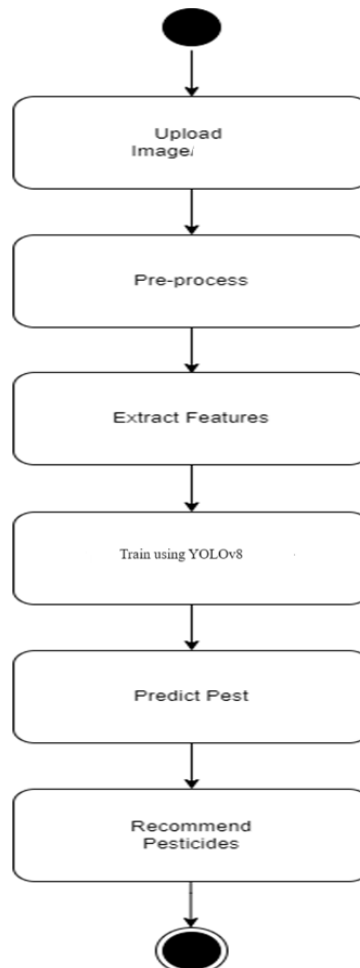 Upload
Image/
Pre-process
Extract Features
Train using YOLOv8
Predict Pest
Recommend
Pesticides